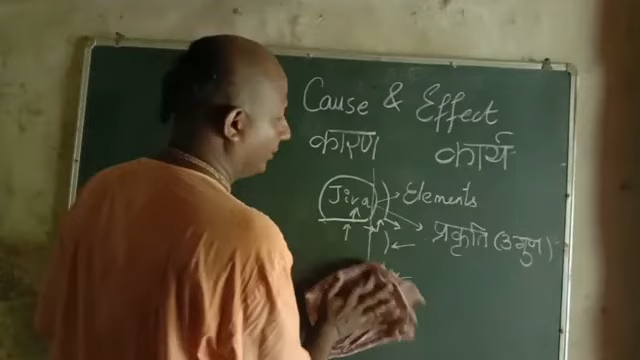 Cause & Effect
कारण कार्य
Jiva Elements
प्रकृति (3 गुण)